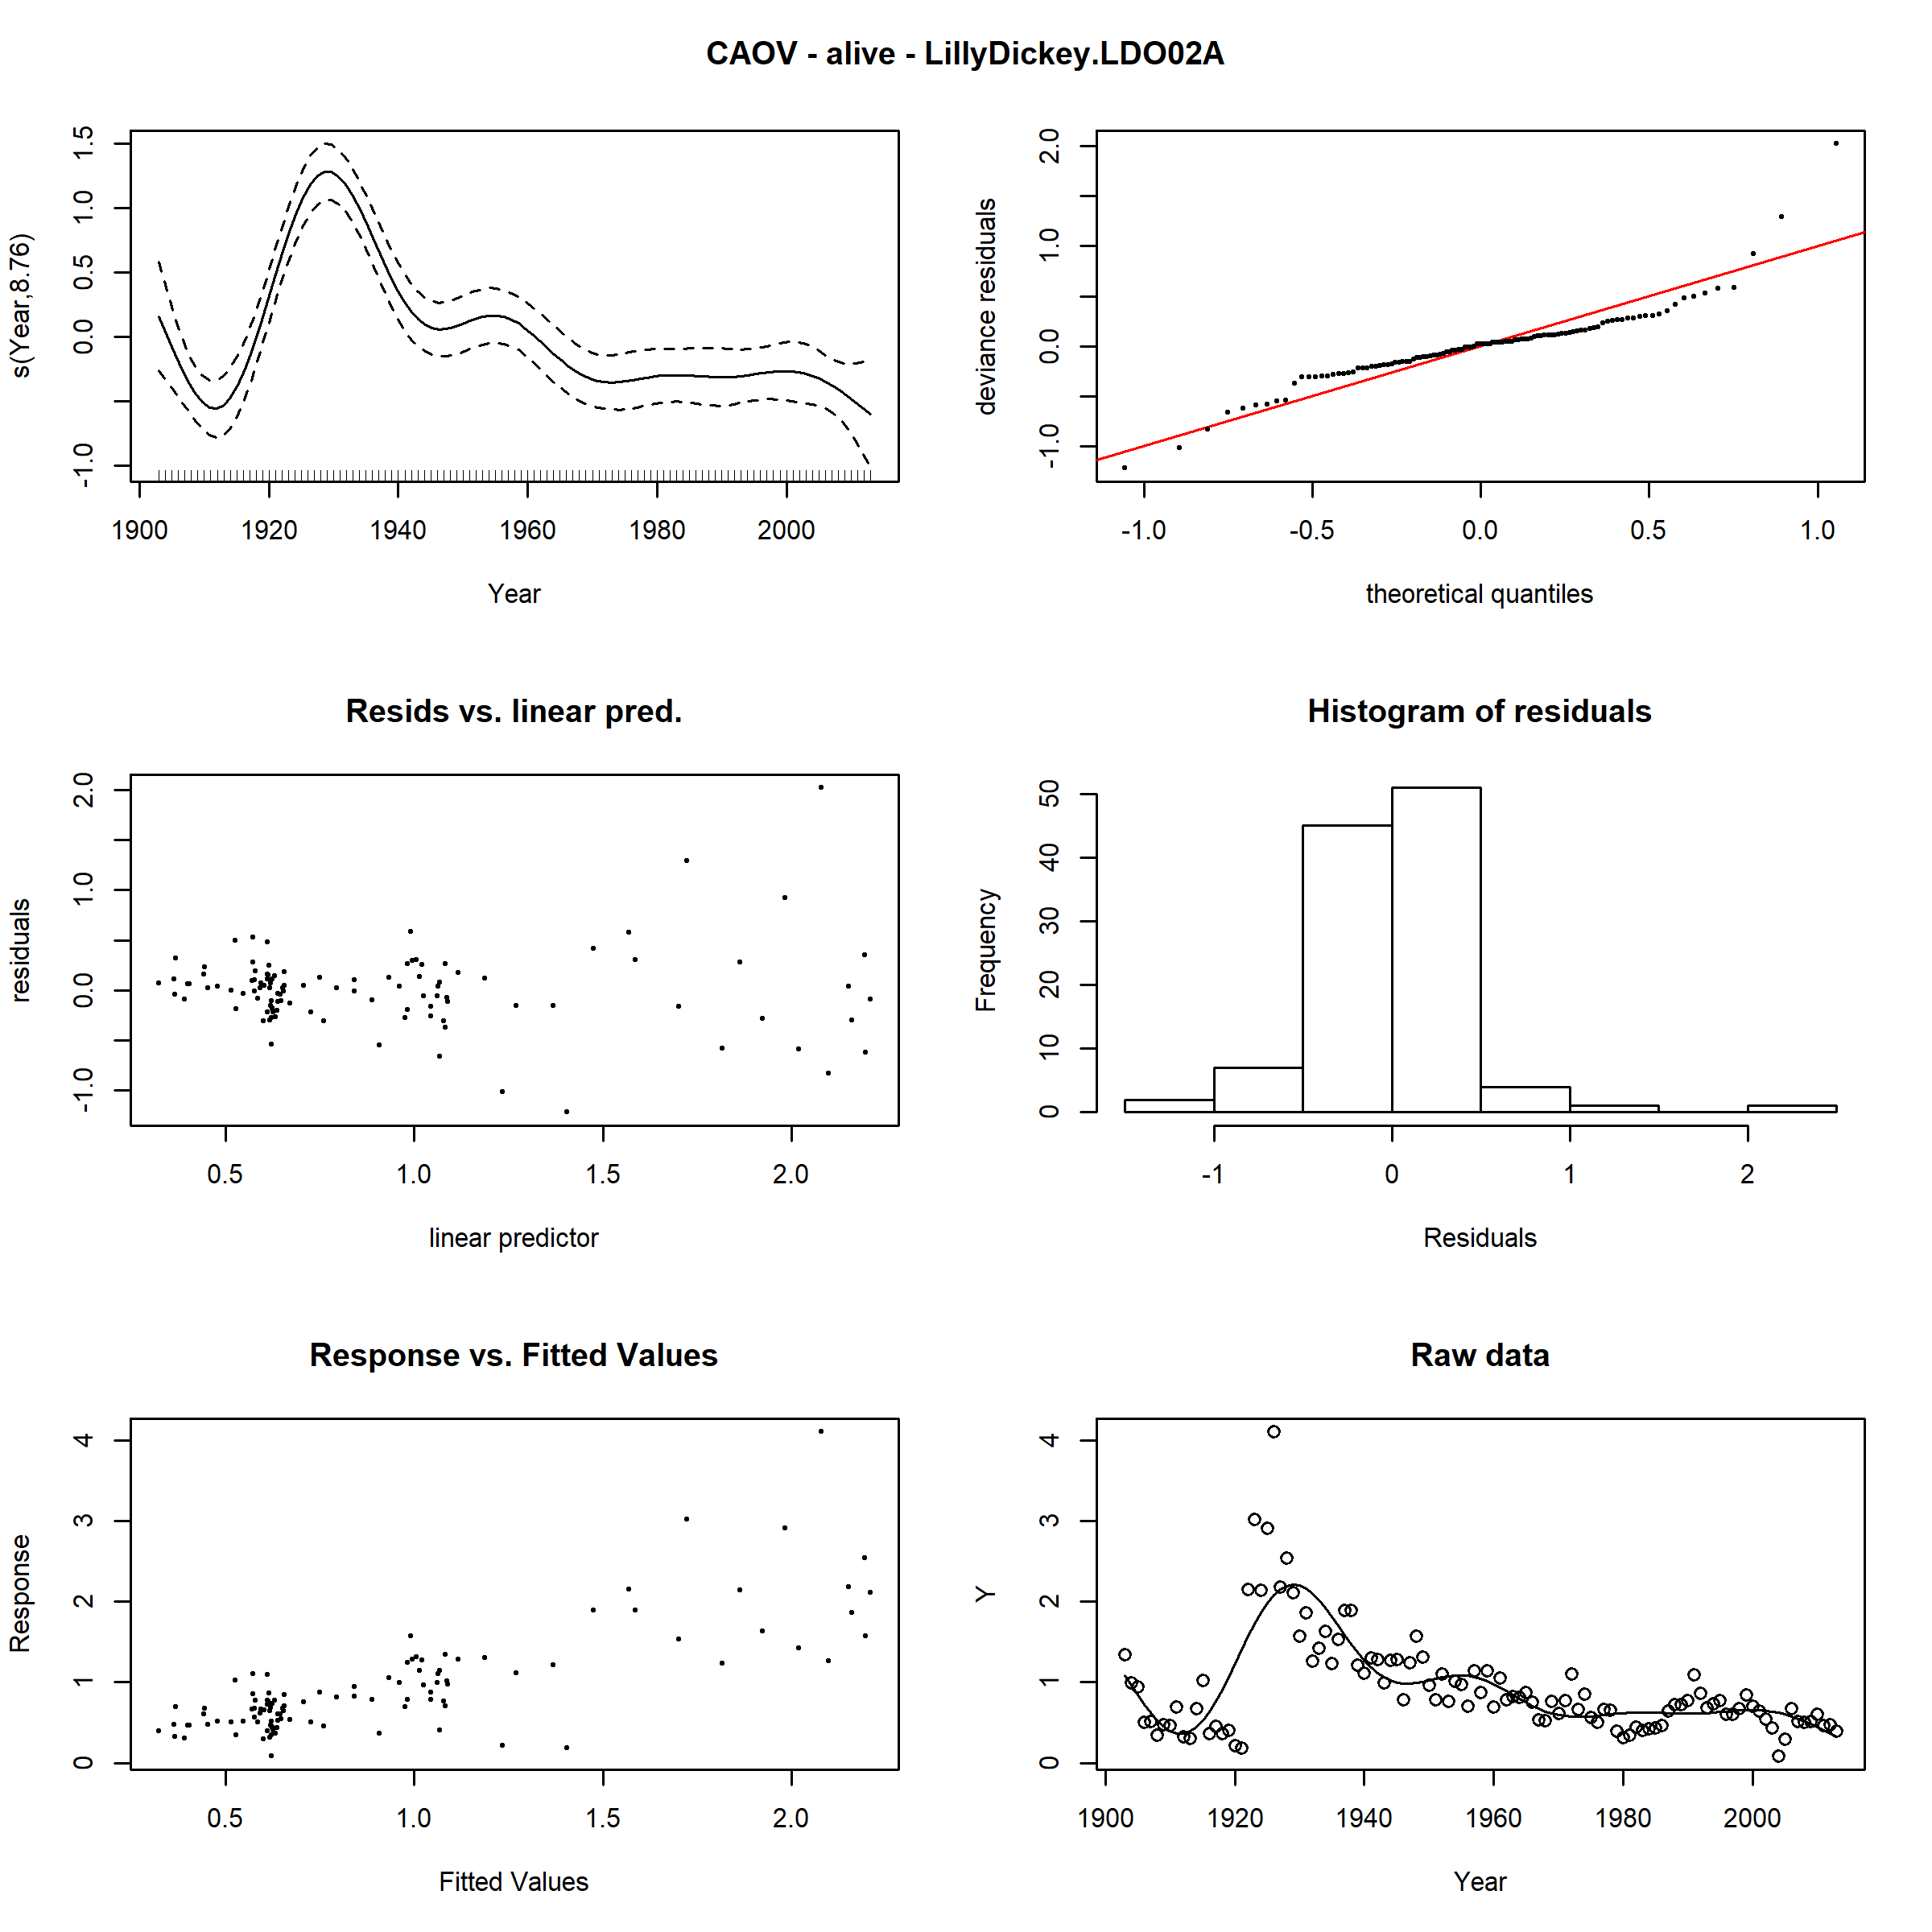 CAOV - alive - LillyDickey.LDO02A
s(Year,8.76)
-1.0 0.0 0.5 1.0 1.5
1900 1920 1940 1960 1980 2000
Year
deviance residuals
-1.0 0.0 1.0 2.0
-1.0 -0.5 0.0 0.5 1.0
theoretical quantiles
Resids vs. linear pred.
residuals
-1.0 0.0 1.0 2.0
0.5 1.0 1.5 2.0
linear predictor
Histogram of residuals
Frequency
0 10 20 30 40 50
-1 0 1 2
Residuals
Response vs. Fitted Values
Response
0 1 2 3 4
0.5 1.0 1.5 2.0
Fitted Values
Raw data
Y
0 1 2 3 4
1900 1920 1940 1960 1980 2000
Year